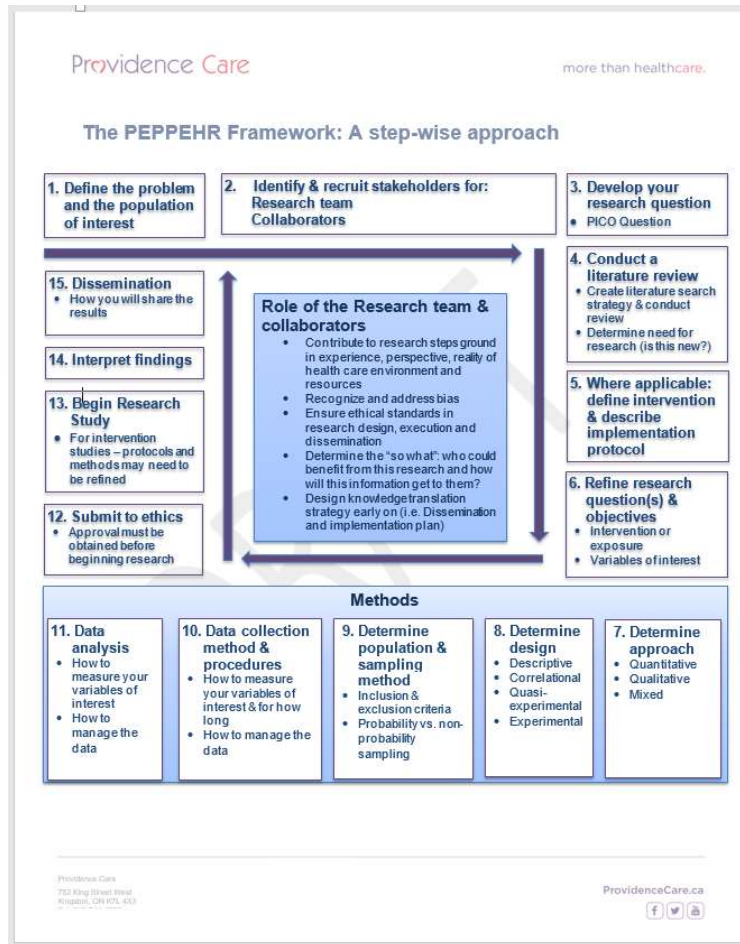 Providence Care
more than healthcare.
The PEPPEHR Framework: A step-wise approach
1. Define the problem
and the population
of interest
2. Identify & recruit stakeholders for:
Research team
Collaborators
3. Develop your
research question
• PICO Question
4. Conduct a
literature review
• Create literature search
strategy & conduct
review
• Determine need for
research (is this new?)
5. Where applicable:
define intervention
& describe
implementation
protocol
6. Refine research
question(s) &
objectives
• Intervention or
exposure
• Variables of interest
15. Dissemination
• How you will share the
results
14. Interpret findings
13. Begin Research
Study
• For intervention
studies – protocols and
methods may need to
be refined
12. Submit to ethics
• Approval must be
obtained before
beginning research
Role of the Research team &
collaborators
• Contribute to research steps ground
in experience, perspective, reality of
health care environment and
resources
• Recognize and address bias
• Ensure ethical standards in
research design, execution and
dissemination
• Determine the “so what”: who could
benefit from this research and how
will this information get to them?
• Design knowledge translation
strategy early on (i.e. Dissemination
and implementation plan)
Methods
11. Data
analysis
• How to
measure your
variables of
interest
• How to
manage the
data
10. Data collection
method &
procedures
• How to measure
your variables of
interest & for how
long
• How to manage the
data
9. Determine
population &
sampling
method
• Inclusion &
exclusion criteria
• Probability vs. non-
probability
sampling
8. Determine
design
• Descriptive
• Correlational
• Quasi-
experimental
• Experimental
7. Determine
approach
• Quantitative
• Qualitative
• Mixed
Providence Care
752 King Street West
Kingston, ON K7L 4X3
ProvidenceCare.ca